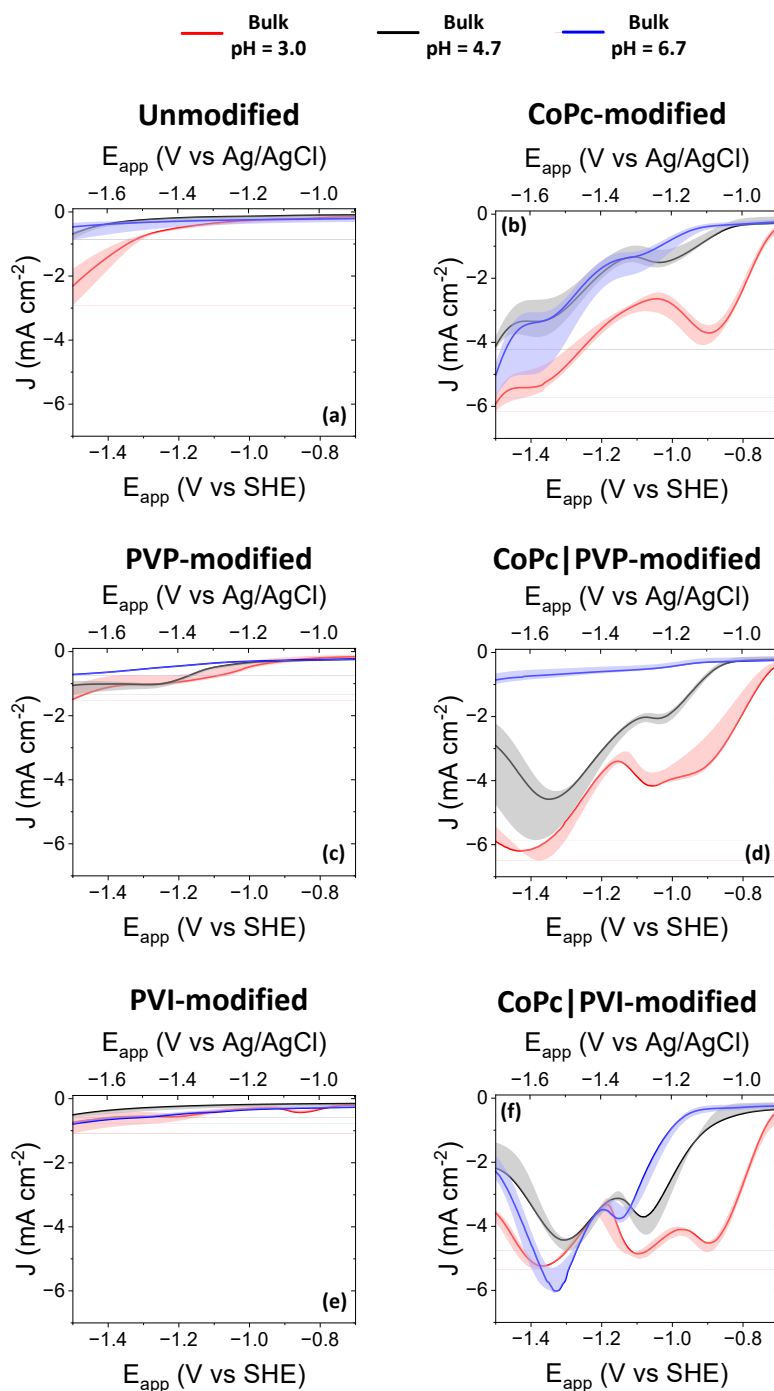 Bulk pH = 3.0
Bulk pH = 4.7
Bulk pH = 6.7
Unmodified
E_app (V vs Ag/AgCl)
−1.6 −1.4 −1.2 −1.0
0
−2
−4
−6
J (mA cm⁻²)
(a)
−1.4 −1.2 −1.0 −0.8
E_app (V vs SHE)
CoPc-modified
E_app (V vs Ag/AgCl)
−1.6 −1.4 −1.2 −1.0
0
−2
−4
−6
J (mA cm⁻²)
(b)
−1.4 −1.2 −1.0 −0.8
E_app (V vs SHE)
PVP-modified
E_app (V vs Ag/AgCl)
−1.6 −1.4 −1.2 −1.0
0
−2
−4
−6
J (mA cm⁻²)
(c)
−1.4 −1.2 −1.0 −0.8
E_app (V vs SHE)
CoPc|PVP-modified
E_app (V vs Ag/AgCl)
−1.6 −1.4 −1.2 −1.0
0
−2
−4
−6
J (mA cm⁻²)
(d)
−1.4 −1.2 −1.0 −0.8
E_app (V vs SHE)
PVI-modified
E_app (V vs Ag/AgCl)
−1.6 −1.4 −1.2 −1.0
0
−2
−4
−6
J (mA cm⁻²)
(e)
−1.4 −1.2 −1.0 −0.8
E_app (V vs SHE)
CoPc|PVI-modified
E_app (V vs Ag/AgCl)
−1.6 −1.4 −1.2 −1.0
0
−2
−4
−6
J (mA cm⁻²)
(f)
−1.4 −1.2 −1.0 −0.8
E_app (V vs SHE)